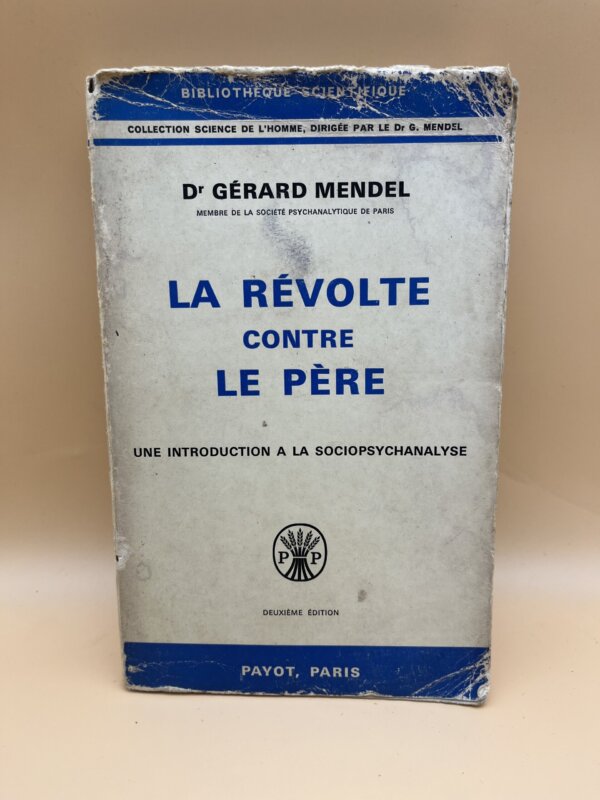 BIBLIOTHÈQUE SCIENTIFIQUE
COLLECTION SCIENCE DE L'HOMME, DIRIGÉE PAR LE Dr G. MENDEL
Dr GÉRARD MENDEL
MEMBRE DE LA SOCIÉTÉ PSYCHANALYTIQUE DE PARIS
LA RÉVOLTE
CONTRE
LE PÈRE
UNE INTRODUCTION A LA SOCIOPSYCHANALYSE
P P
DEUXIÈME ÉDITION
PAYOT, PARIS